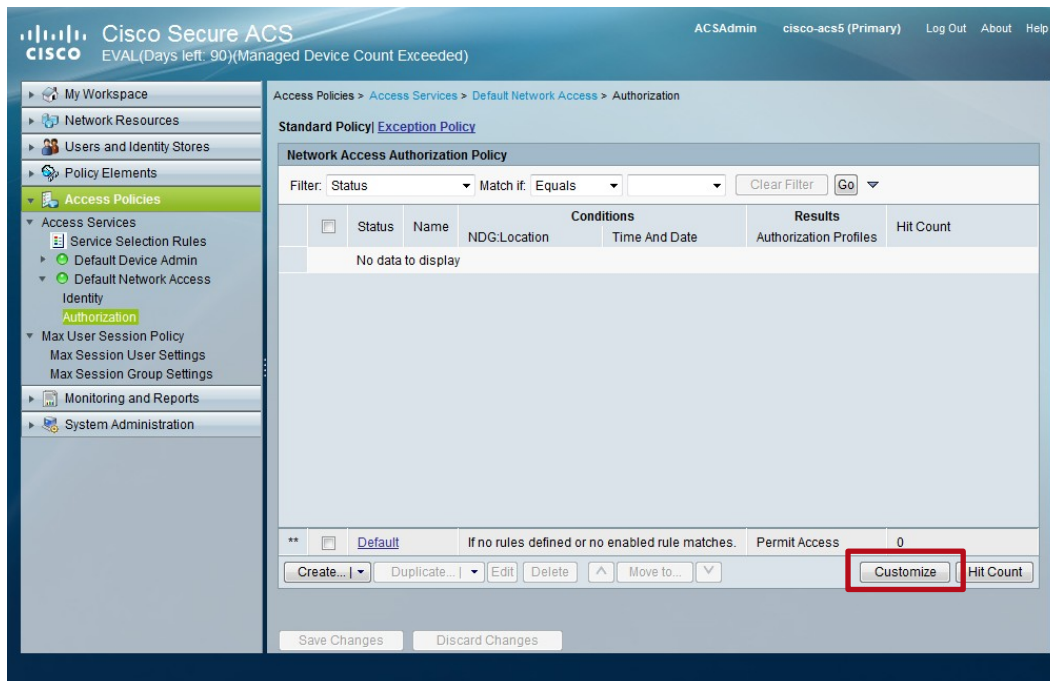 CISCO
Cisco Secure ACS
EVAL(Days left: 90)(Managed Device Count Exceeded)
ACSAdmin cisco-acs5 (Primary) Log Out About Help
My Workspace
Network Resources
Users and Identity Stores
Policy Elements
Access Policies
Access Services
Service Selection Rules
Default Device Admin
Default Network Access
Identity
Authorization
Max User Session Policy
Max Session User Settings
Max Session Group Settings
Monitoring and Reports
System Administration
Access Policies > Access Services > Default Network Access > Authorization
Standard Policy| Exception Policy
Network Access Authorization Policy
Filter: Status Match if: Equals Clear Filter Go
Status Name Conditions Results Hit Count
NDG:Location Time And Date Authorization Profiles
No data to display
** Default If no rules defined or no enabled rule matches. Permit Access 0
Create... | Duplicate... | Edit Delete Move to... Customize Hit Count
Save Changes Discard Changes